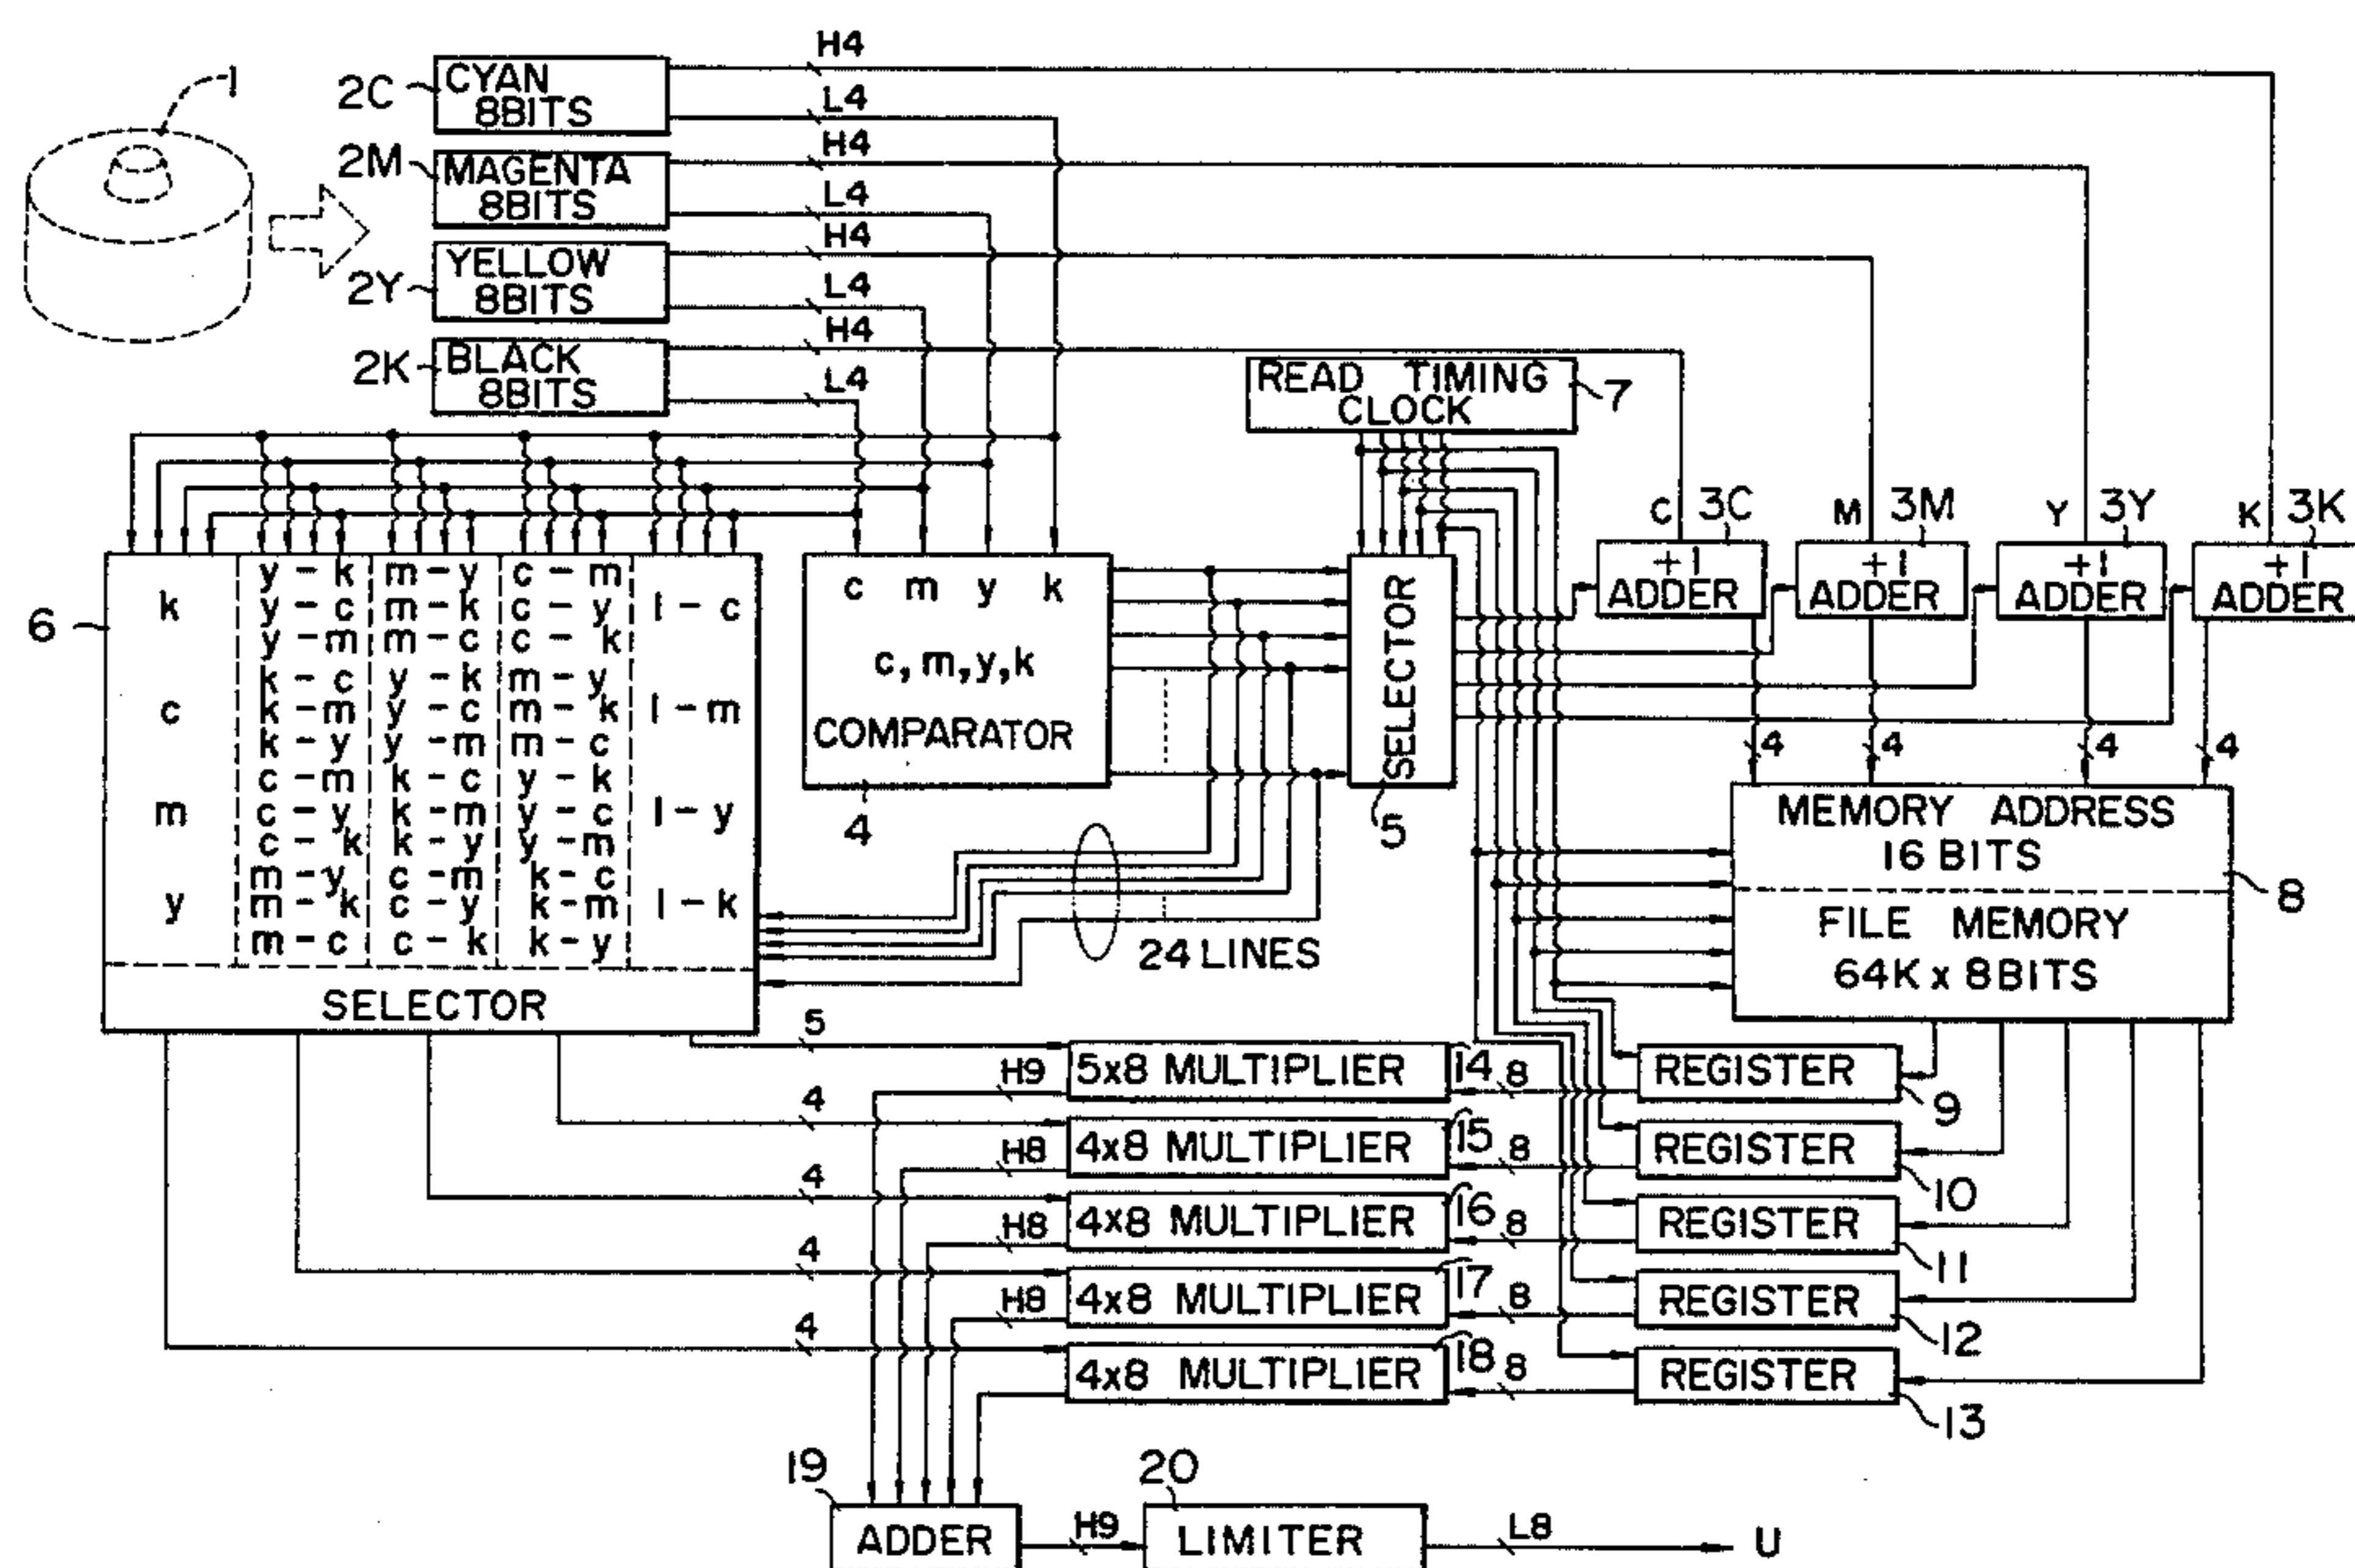 1
2C
CYAN
8BITS
H4
L4
2M
MAGENTA
8BITS
H4
L4
2Y
YELLOW
8BITS
H4
L4
2K
BLACK
8BITS
H4
L4
READ TIMING
CLOCK
7
C 3C
M 3M
Y 3Y
K 3K
+1
ADDER
+1
ADDER
+1
ADDER
+1
ADDER
6
k
c
m
y
y-k m-y c-m
y-c m-k c-y
y-m m-c c-k
k-c y-k m-y
k-m y-c m-k
k-y y-m m-c
c-m k-c y-k
c-y k-m y-c
c-k k-y y-m
m-y c-m k-c
m-k c-y k-m
m-c c-k k-y
1-c
1-m
1-y
1-k
SELECTOR
c m y k
c,m,y,k
COMPARATOR
4
SELECTOR
5
24 LINES
4
4
4
4
MEMORY ADDRESS
16 BITS
FILE MEMORY
64K x 8BITS
8
5
H9
5x8 MULTIPLIER
14
8
REGISTER
9
4
H8
4x8 MULTIPLIER
15
8
REGISTER
10
4
H8
4x8 MULTIPLIER
16
8
REGISTER
11
4
H8
4x8 MULTIPLIER
17
8
REGISTER
12
4
4x8 MULTIPLIER
18
8
REGISTER
13
19
ADDER
H9
20
LIMITER
L8
U